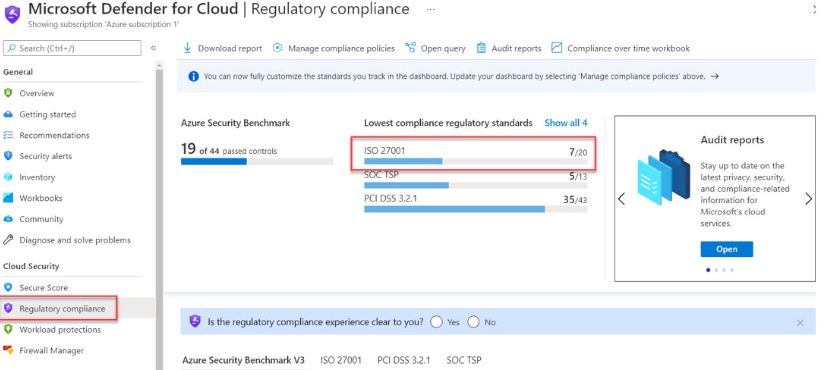 Microsoft Defender for Cloud | Regulatory compliance ...
Showing subscription 'Azure subscription 1'
Search (Ctrl+/)
«
Download report
Manage compliance policies
Open query
Audit reports
Compliance over time workbook
General
Overview
Getting started
Recommendations
Security alerts
Inventory
Workbooks
Community
Diagnose and solve problems
Cloud Security
Secure Score
Regulatory compliance
Workload protections
Firewall Manager
You can now fully customize the standards you track in the dashboard. Update your dashboard by selecting 'Manage compliance policies' above. →
Azure Security Benchmark
19 of 44 passed controls
Lowest compliance regulatory standards Show all 4
ISO 27001 7/20
SOC TSP 5/13
PCI DSS 3.2.1 35/43
Audit reports
Stay up to date on the
latest privacy, security,
and compliance-related
information for
Microsoft's cloud
services.
Open
Is the regulatory compliance experience clear to you? Yes No
Azure Security Benchmark V3 ISO 27001 PCI DSS 3.2.1 SOC TSP